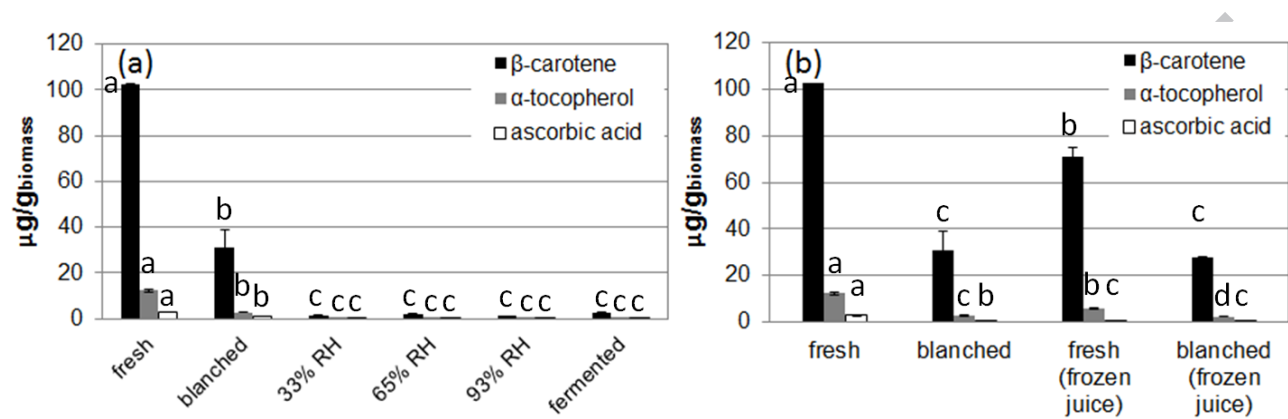 (a)
120
100
80
60
40
20
0
μg/gbiomass
β-carotene
α-tocopherol
ascorbic acid
a
a
a
b
b b
c c c
c c c
c c c
c c c
fresh
blanched
33% RH
65% RH
93% RH
fermented
(b)
120
100
80
60
40
20
0
μg/gbiomass
β-carotene
α-tocopherol
ascorbic acid
a
a
a
c
c b
b
b c
c
d c
fresh
blanched
fresh
(frozen
juice)
blanched
(frozen
juice)